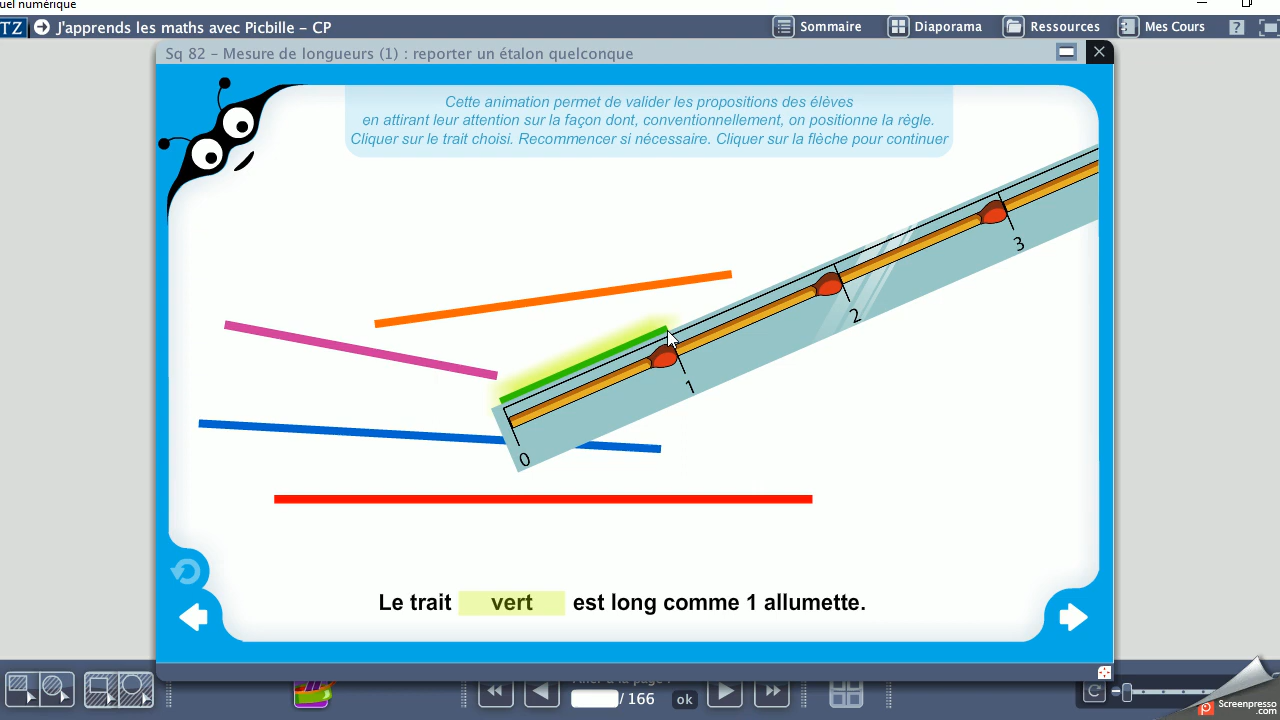 uel numérique
TZ J'apprends les maths avec Picbille – CP
Sommaire
Diaporama
Ressources
Mes Cours
?
Sq 82 – Mesure de longueurs (1) : reporter un étalon quelconque
Cette animation permet de valider les propositions des élèves
en attirant leur attention sur la façon dont, conventionnellement, on positionne la règle.
Cliquer sur le trait choisi. Recommencer si nécessaire. Cliquer sur la flèche pour continuer
3
2
1
0
Le trait vert est long comme 1 allumette.
/ 166
ok
Screenpresso
.com